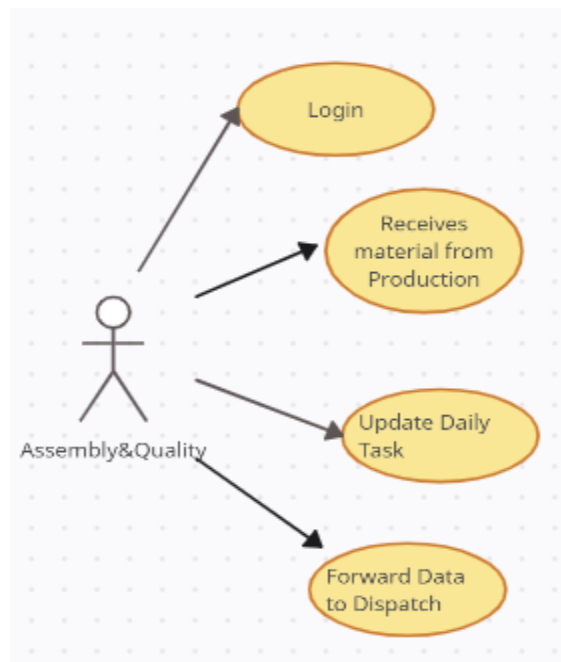 Login
Receives
material from
Production
Update Daily
Task
Assembly&Quality
Forward Data
to Dispatch